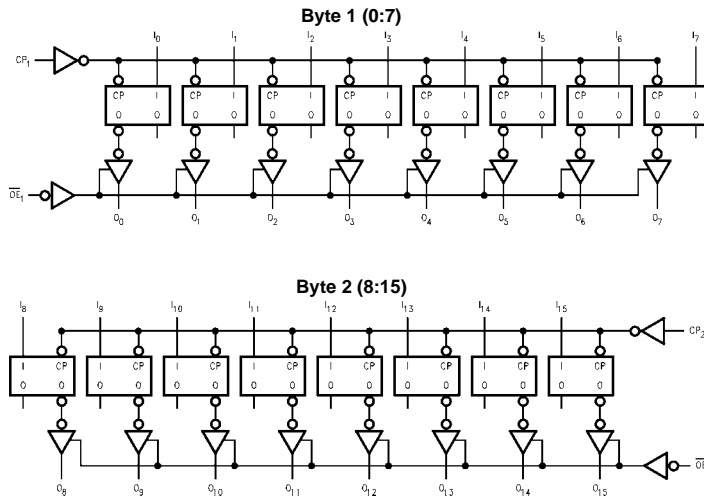 Byte 1 (0:7)
I0 I1 I2 I3 I4 I5 I6 I7
CP1
CP I CP I CP I CP I CP I CP I CP I CP I
O O O O O O O O O O O O O O O O
OE1
O0 O1 O2 O3 O4 O5 O6 O7
Byte 2 (8:15)
I8 I9 I10 I11 I12 I13 I14 I15
CP2
I CP I CP I CP I CP I CP I CP I CP I CP
O O O O O O O O O O O O O O O O
OE
O8 O9 O10 O11 O12 O13 O14 O15